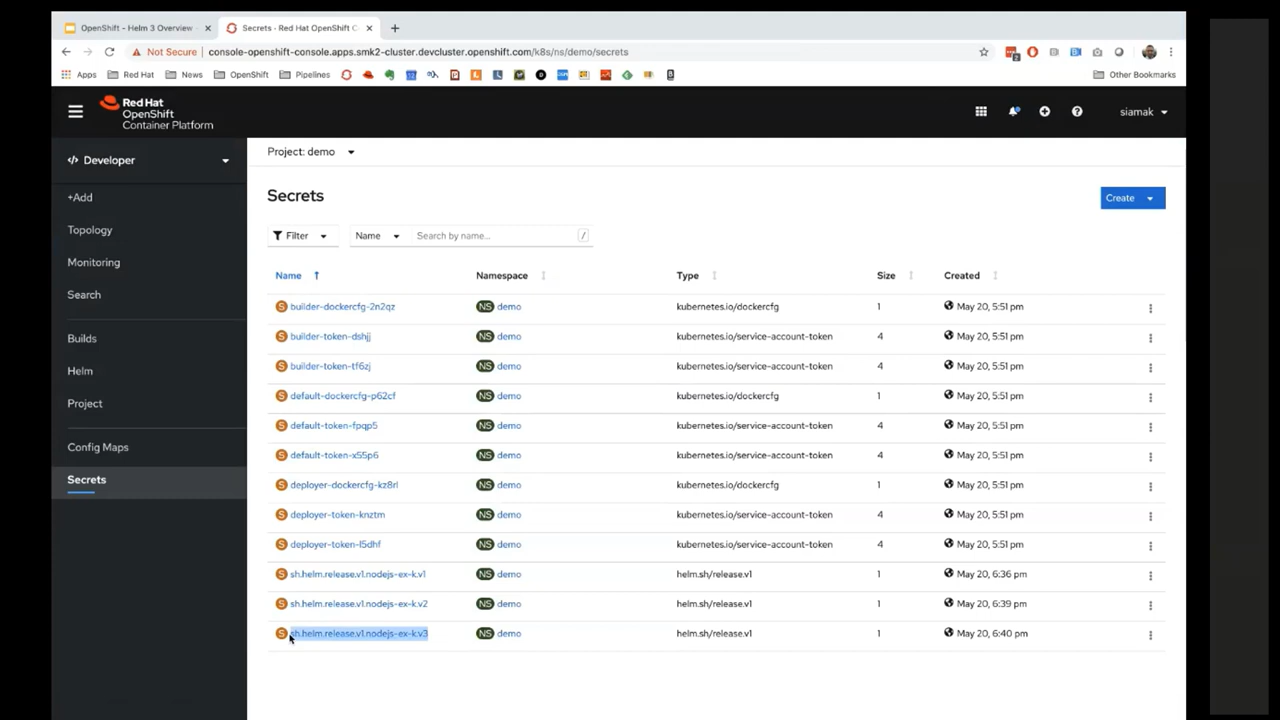 OpenShift - Helm 3 Overview
Secrets - Red Hat OpenShift C
Not Secure
console-openshift-console.apps.smk2-cluster.devcluster.openshift.com/k8s/ns/demo/secrets
Apps Red Hat News OpenShift Pipelines Other Bookmarks
Red Hat
OpenShift
Container Platform
siamak
Developer
Project: demo
+Add
Topology
Monitoring
Search
Builds
Helm
Project
Config Maps
Secrets
Secrets
Create
Filter Name Search by name... /
Name Namespace Type Size Created
S builder-dockercfg-2n2qz NS demo kubernetes.io/dockercfg 1 May 20, 5:51 pm
S builder-token-dshjj NS demo kubernetes.io/service-account-token 4 May 20, 5:51 pm
S builder-token-tf6zj NS demo kubernetes.io/service-account-token 4 May 20, 5:51 pm
S default-dockercfg-p62cf NS demo kubernetes.io/dockercfg 1 May 20, 5:51 pm
S default-token-fpqp5 NS demo kubernetes.io/service-account-token 4 May 20, 5:51 pm
S default-token-x55p6 NS demo kubernetes.io/service-account-token 4 May 20, 5:51 pm
S deployer-dockercfg-kz8rl NS demo kubernetes.io/dockercfg 1 May 20, 5:51 pm
S deployer-token-knztm NS demo kubernetes.io/service-account-token 4 May 20, 5:51 pm
S deployer-token-l5dhf NS demo kubernetes.io/service-account-token 4 May 20, 5:51 pm
S sh.helm.release.v1.nodejs-ex-k.v1 NS demo helm.sh/release.v1 1 May 20, 6:36 pm
S sh.helm.release.v1.nodejs-ex-k.v2 NS demo helm.sh/release.v1 1 May 20, 6:39 pm
S sh.helm.release.v1.nodejs-ex-k.v3 NS demo helm.sh/release.v1 1 May 20, 6:40 pm